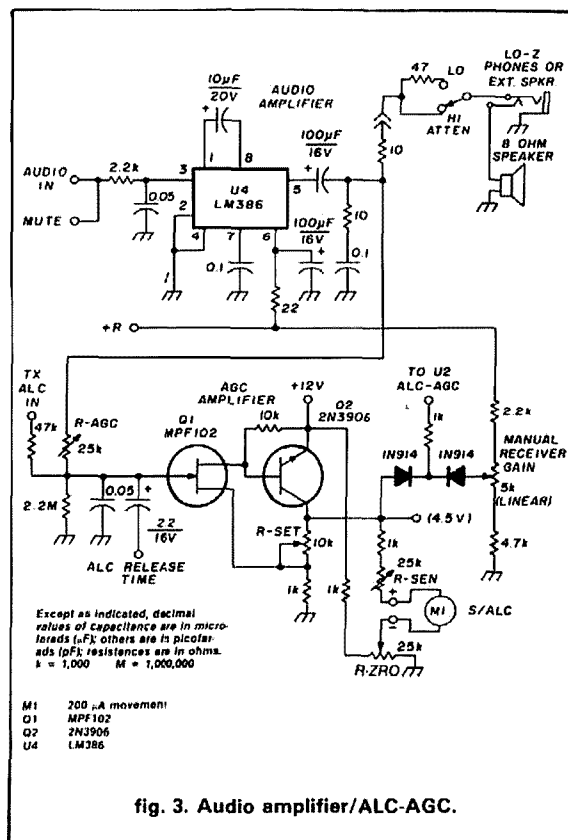 LO-Z
PHONES OR
EXT. SPKR.
47
LO
HI
ATTEN
8 OHM
SPEAKER
10µF
20V
AUDIO
AMPLIFIER
+
1
8
100µF
16V
+
10
AUDIO
IN
2.2k
3
U4
LM386
5
0.05
2
MUTE
4
7
6
100µF
16V
+
10
0.1
0.1
22
+R
TX
ALC
IN
47k
R-AGC
25k
AGC
AMPLIFIER
+12V
Q2
2N3906
TO U2
ALC-AGC
Q1
MPF102
10k
1k
2.2k
1N914
1N914
MANUAL
RECEIVER
GAIN
5k
(LINEAR)
2.2M
0.05
+
22
16V
R-SET
10k
(4.5V)
1k
4.7k
ALC RELEASE
TIME
25k
R-SEN
1k
1k
+
M1
S/ALC
−
25k
R-ZRO
Except as indicated, decimal
values of capacitance are in micro-
farads (µF); others are in picofar-
ads (pF); resistances are in ohms.
k = 1,000 M = 1,000,000
M1 200 µA movement
Q1 MPF102
Q2 2N3906
U4 LM386
fig. 3. Audio amplifier/ALC-AGC.